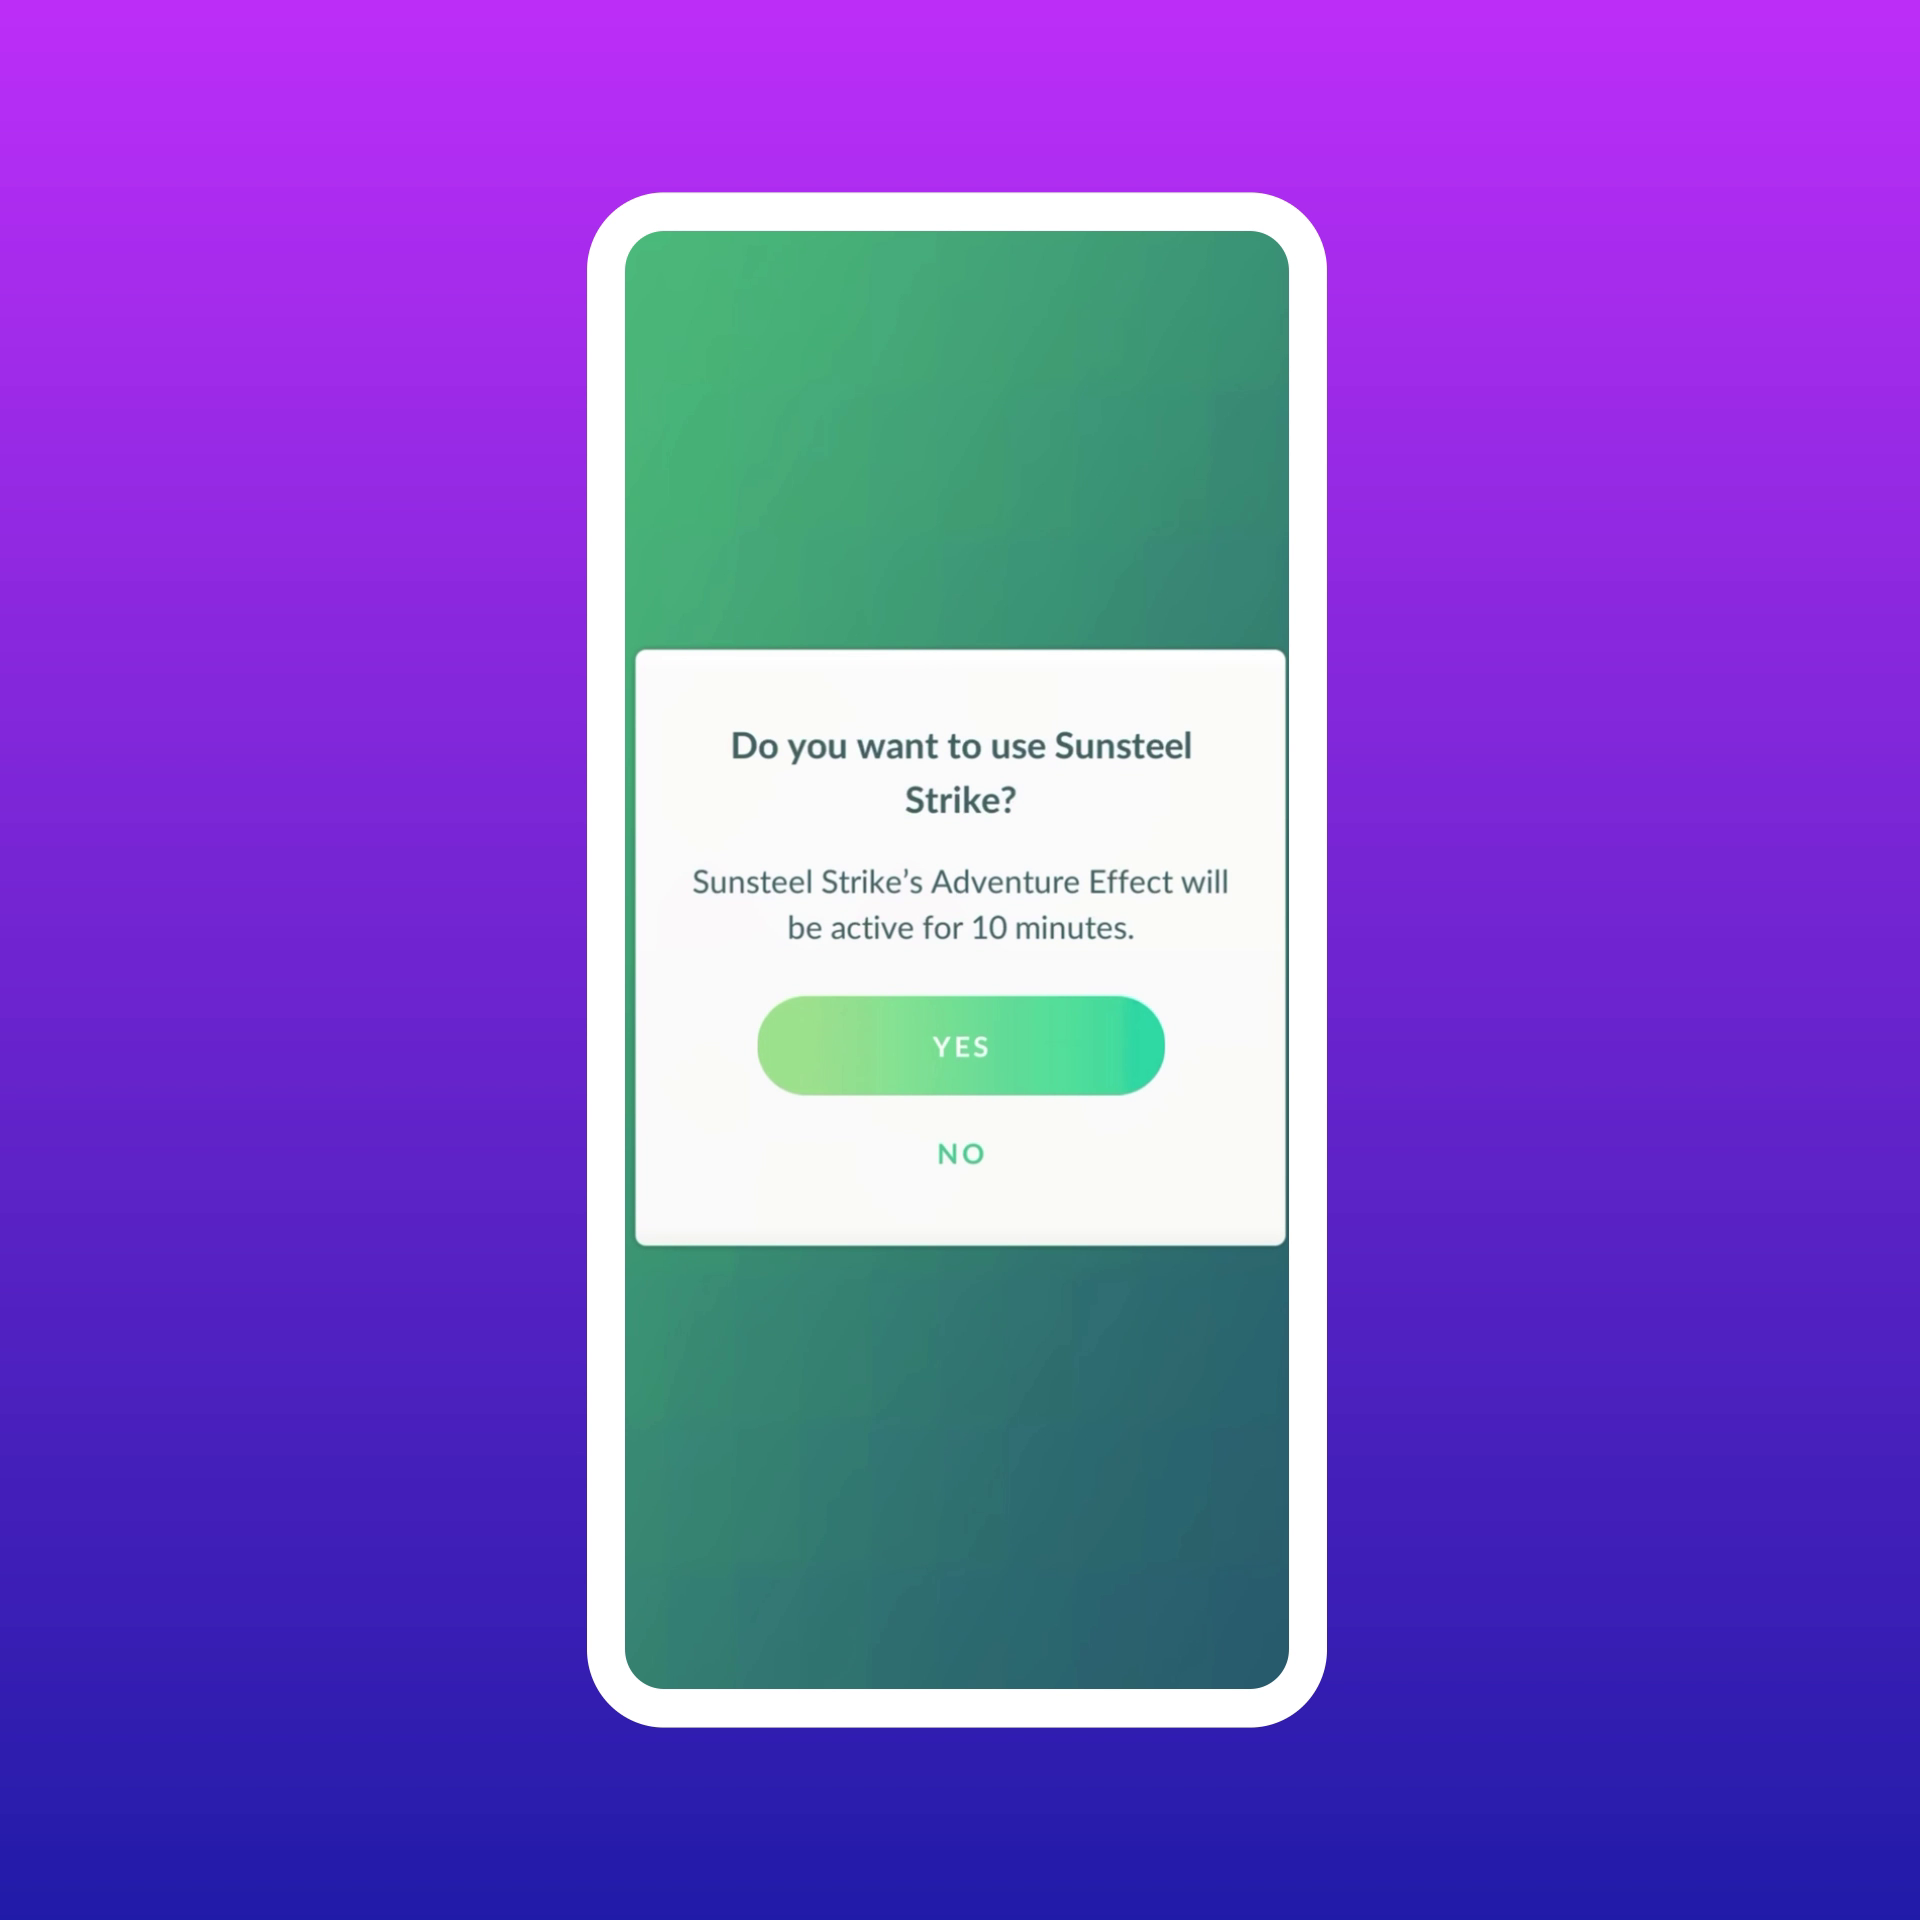 Do you want to use Sunsteel
Strike?
Sunsteel Strike’s Adventure Effect will
be active for 10 minutes.
YES
NO